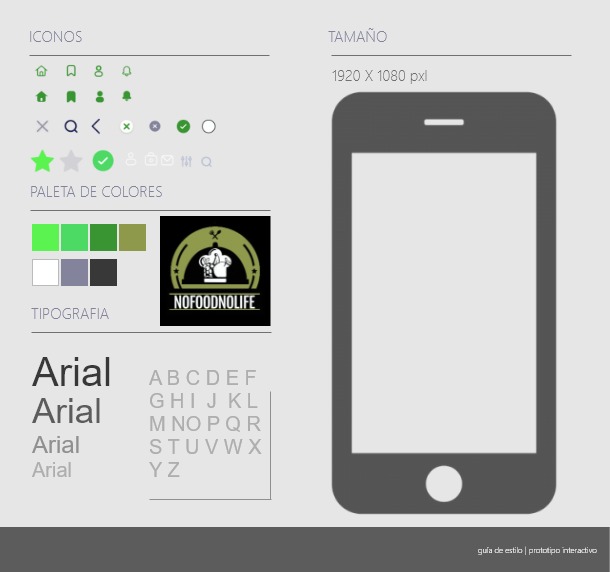 ICONOS
TAMAÑO
1920 X 1080 pxl
PALETA DE COLORES
NOFOODNOLIFE
TIPOGRAFIA
Arial
Arial
Arial
Arial
A B C D E F
G H I J K L
M N O P Q R
S T U V W X
Y Z
guía de estilo | prototipo interactivo